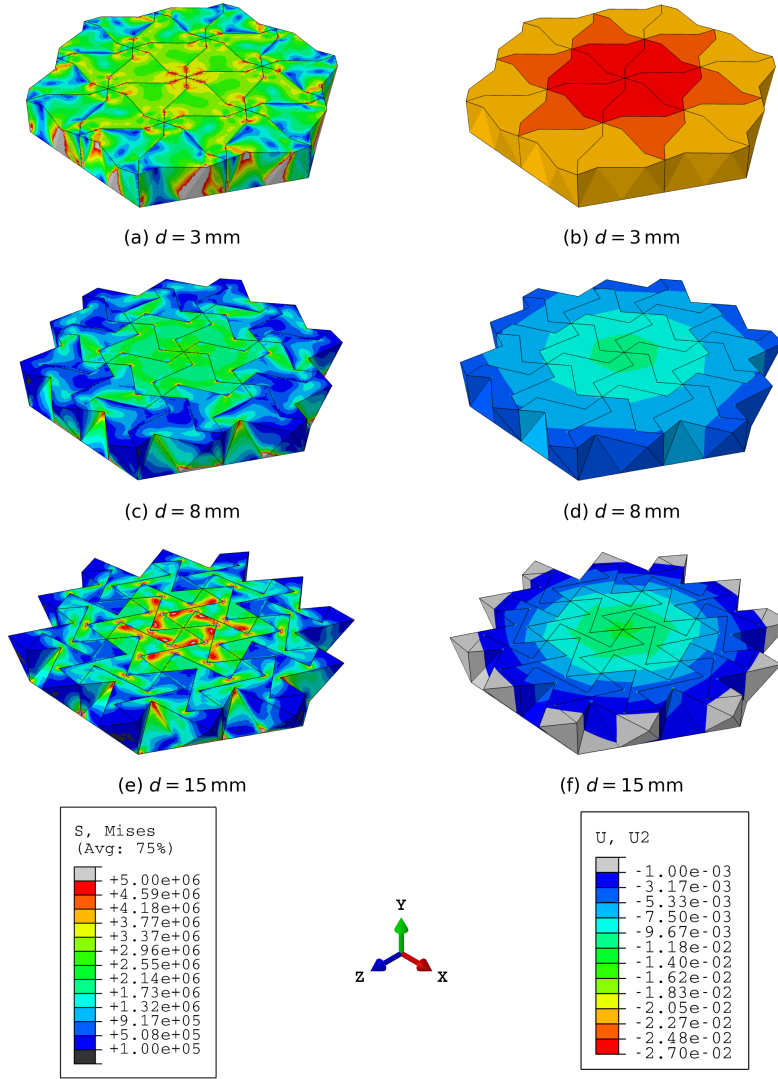 (a) d = 3 mm
(b) d = 3 mm
(c) d = 8 mm
(d) d = 8 mm
(e) d = 15 mm
(f) d = 15 mm
S, Mises
(Avg: 75%)
+5.00e+06
+4.59e+06
+4.18e+06
+3.77e+06
+3.37e+06
+2.96e+06
+2.55e+06
+2.14e+06
+1.73e+06
+1.32e+06
+9.17e+05
+5.08e+05
+1.00e+05
Y
Z
X
U, U2
-1.00e-03
-3.17e-03
-5.33e-03
-7.50e-03
-9.67e-03
-1.18e-02
-1.40e-02
-1.62e-02
-1.83e-02
-2.05e-02
-2.27e-02
-2.48e-02
-2.70e-02